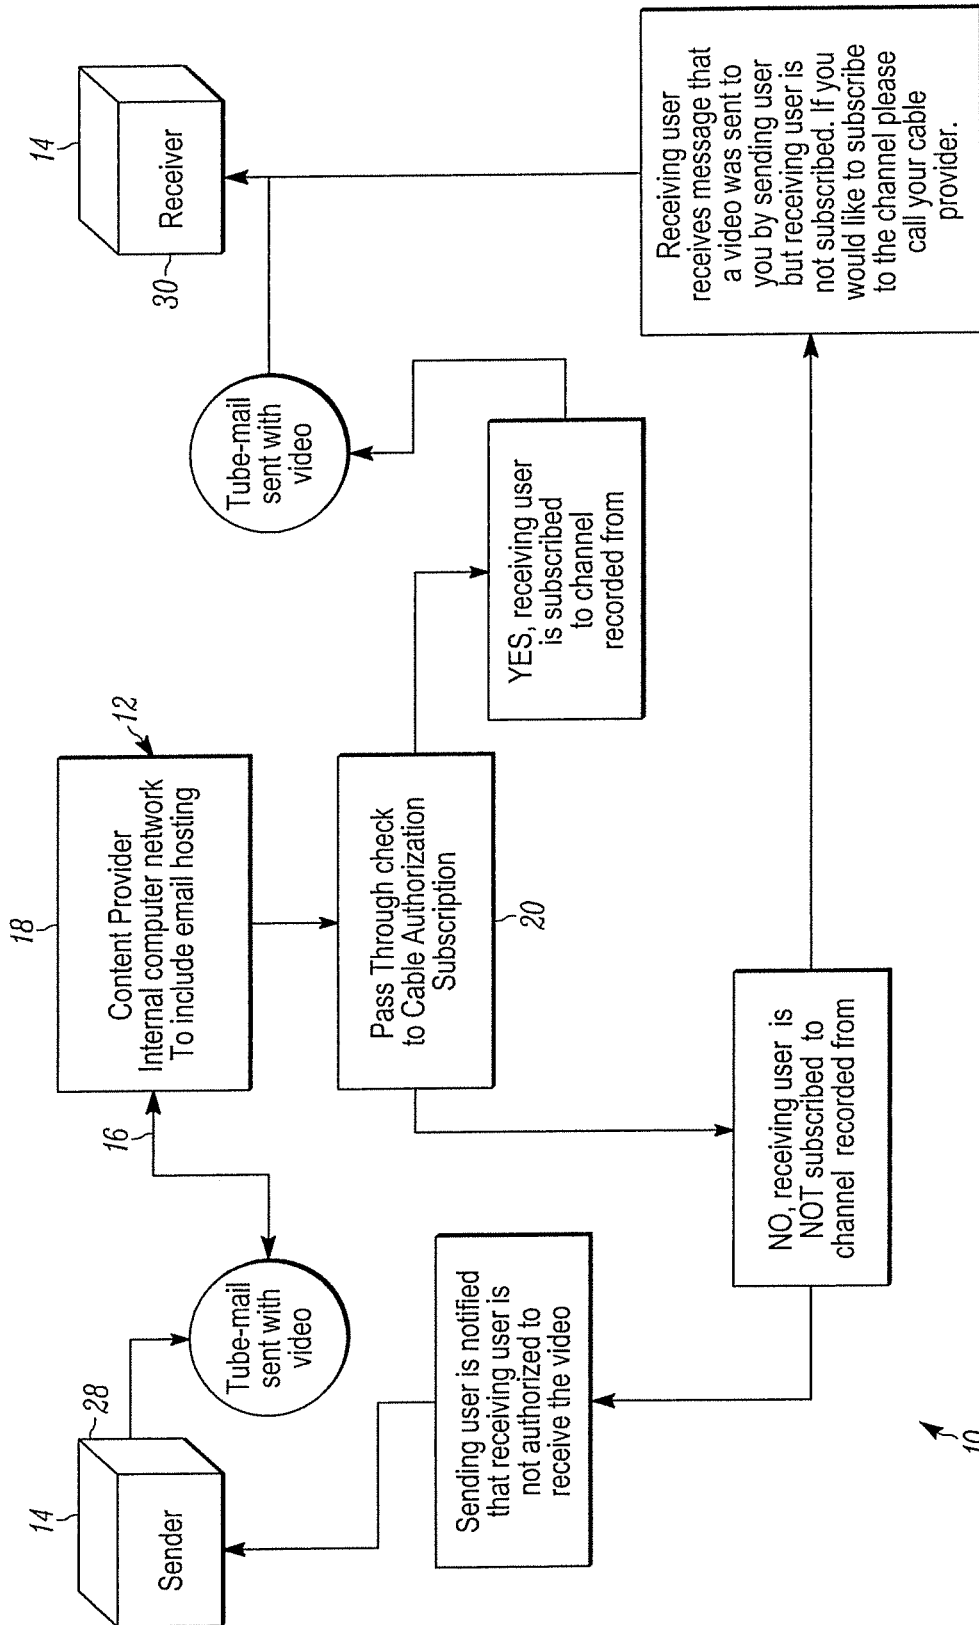 14
28
Sender
Tube-mail
sent with
video
16
18
Content Provider
Internal computer network
To include email hosting
12
Tube-mail
sent with
video
14
Receiver
30
Sending user is notified
that receiving user is
not authorized to
receive the video
Pass Through check
to Cable Authorization
Subscription
20
YES, receiving user
is subscribed
to channel
recorded from
NO, receiving user is
NOT subscribed to
channel recorded from
Receiving user
receives message that
a video was sent to
you by sending user
but receiving user is
not subscribed. If you
would like to subscribe
to the channel please
call your cable
provider.
10